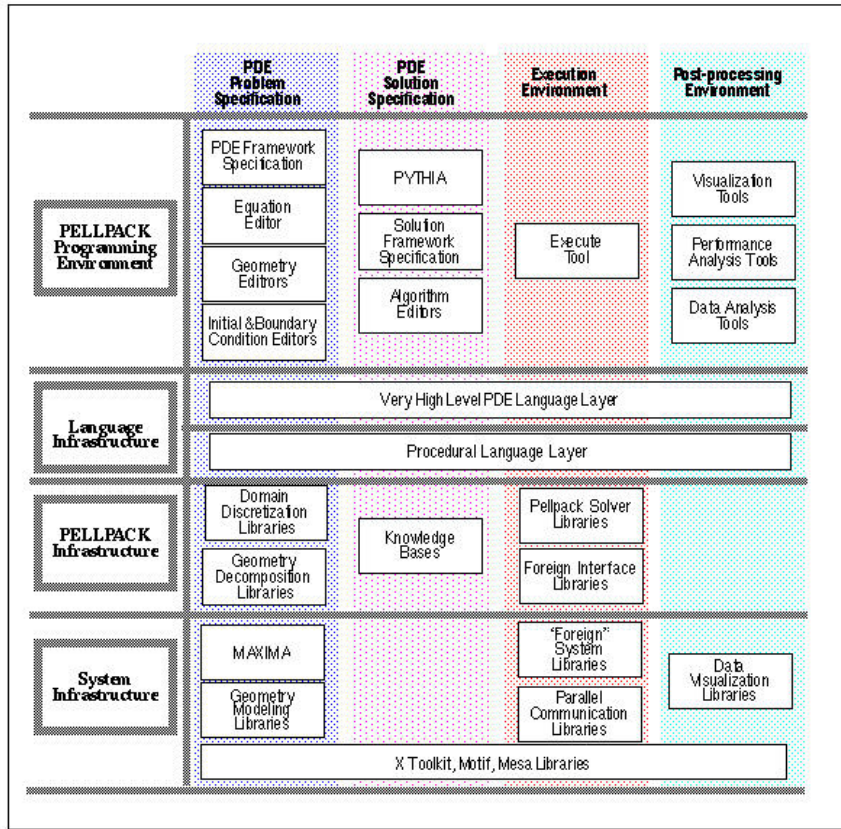 PDE
Problem
Specification
PDE
Solution
Specification
Execution
Environment
Post-processing
Environment
PELLPACK
Programming
Environment
PDE Framework
Specification
Equation
Editor
Geometry
Editrors
Initial &Boundary
Condition Editors
PYTHIA
Solution
Framework
Specification
Algorithm
Editors
Execute
Tool
Visualization
Tools
Performance
Analysis Tools
Data Analysis
Tools
Language
Infrastructure
Very High Level PDE Language Layer
Procedural Language Layer
PELLPACK
Infrastructure
Domain
Discretization
Libraries
Geometry
Decomposition
Libraries
Knowledge
Bases
Pellpack Solver
Libraries
Foreign Interface
Libraries
System
Infrastructure
MAXIMA
Geometry
Modeling
Libraries
"Foreign"
System
Libraries
Parallel
Communication
Libraries
Data
Visualization
Libraries
X Toolkit, Motif, Mesa Libraries